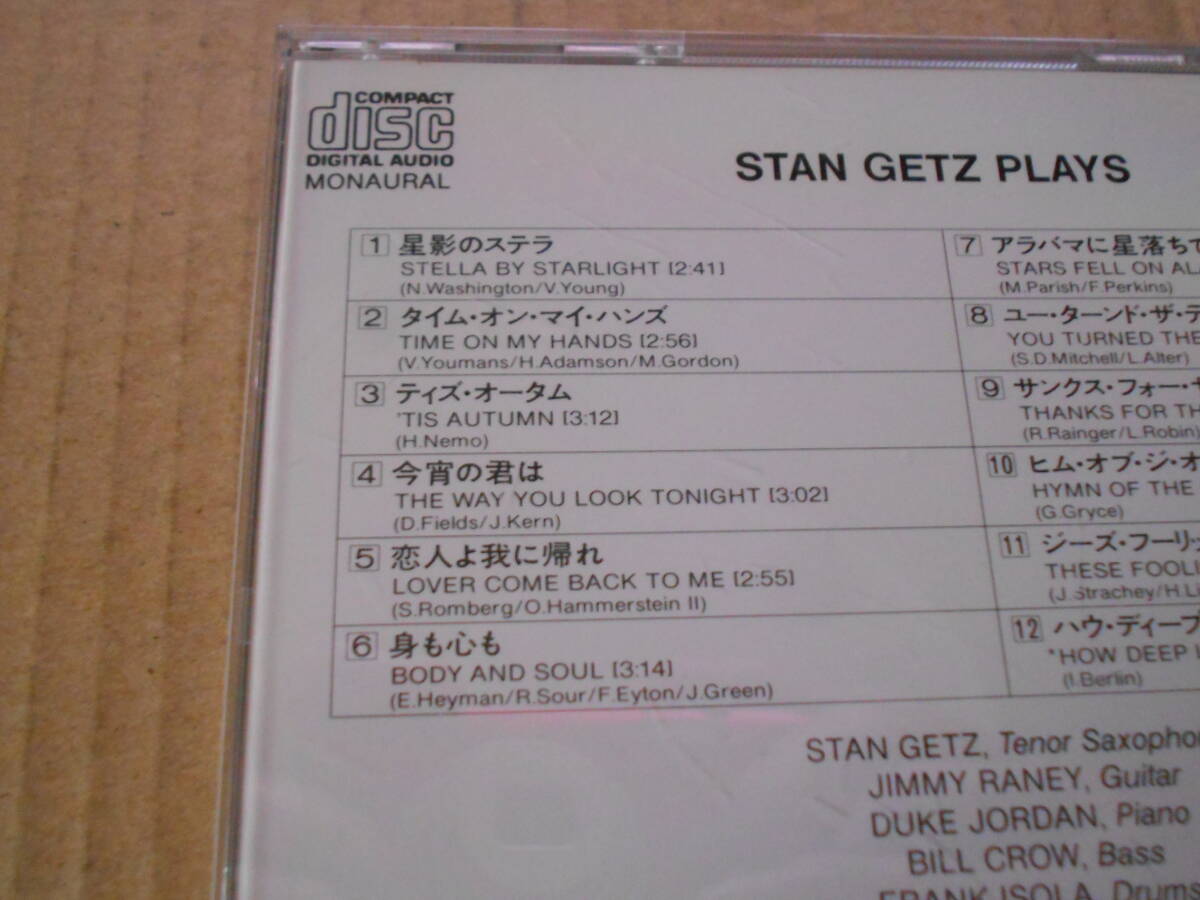 COMPACT
disc
DIGITAL AUDIO
MONAURAL
STAN GETZ PLAYS
1 星影のステラ
STELLA BY STARLIGHT [2:41]
(N.Washington/V.Young)
2 タイム・オン・マイ・ハンズ
TIME ON MY HANDS [2:56]
(V.Youmans/H.Adamson/M.Gordon)
3 ティズ・オータム
'TIS AUTUMN [3:12]
(H.Nemo)
4 今宵の君は
THE WAY YOU LOOK TONIGHT [3:02]
(D.Fields/J.Kern)
5 恋人よ我に帰れ
LOVER COME BACK TO ME [2:55]
(S.Romberg/O.Hammerstein II)
6 身も心も
BODY AND SOUL [3:14]
(E.Heyman/R.Sour/F.Eyton/J.Green)
7 アラバマに星落ちて
STARS FELL ON
(M.Parish/F.Perkins)
8 ユー・ターンド・ザ・
YOU TURNED THE
(S.D.Mitchell/L.Alter)
9 サンクス・フォー・
THANKS FOR
(R.Rainger/L.Robin)
10 ヒム・オブ・ジ・
HYMN OF THE
(G.Gryce)
11 ジーズ・
THESE
(J.Strachey/
12 ハウ・ディープ
*HOW DEEP
(I.Berlin)
STAN GETZ, Tenor
JIMMY RANEY, Guitar
DUKE JORDAN, Piano
BILL CROW, Bass
FRANK ISOLA, Drums